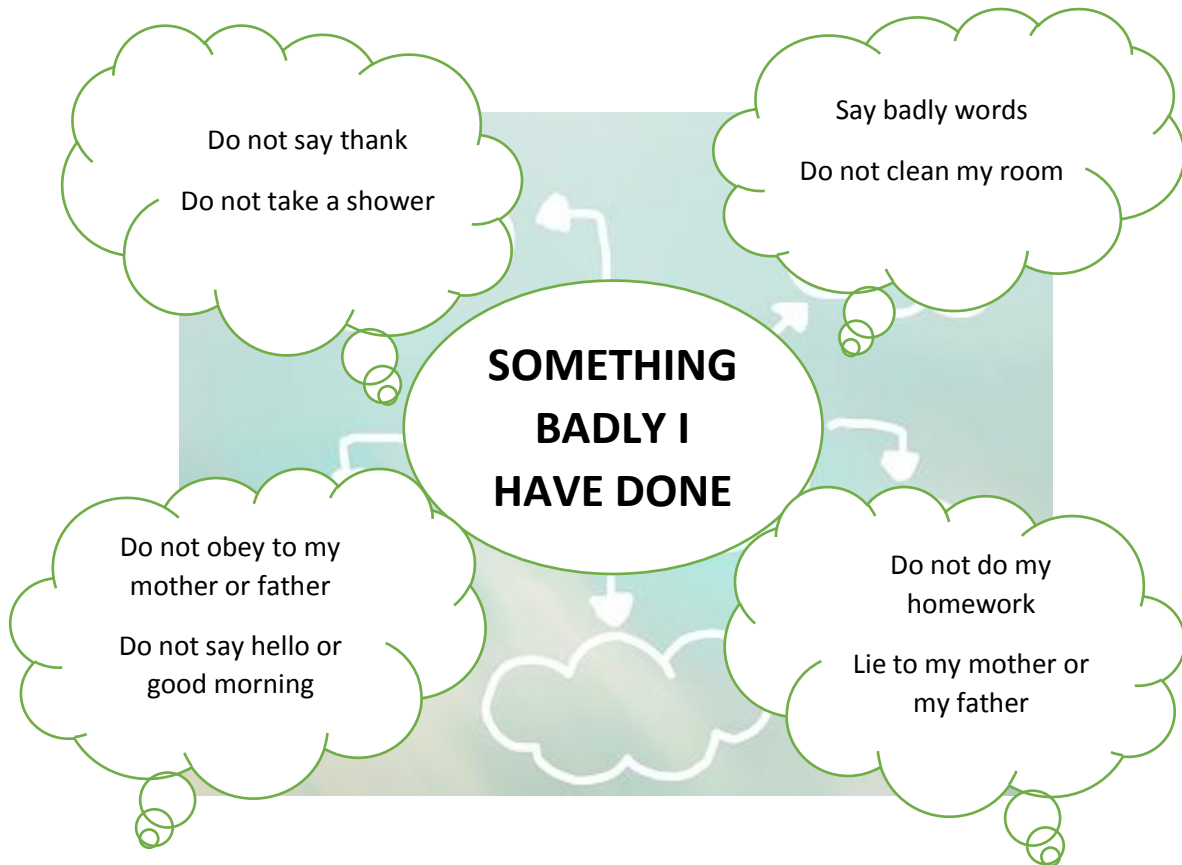 Do not say thank
Do not take a shower
Say badly words
Do not clean my room
SOMETHING
BADLY I
HAVE DONE
Do not obey to my
mother or father
Do not say hello or
good morning
Do not do my
homework
Lie to my mother or
my father